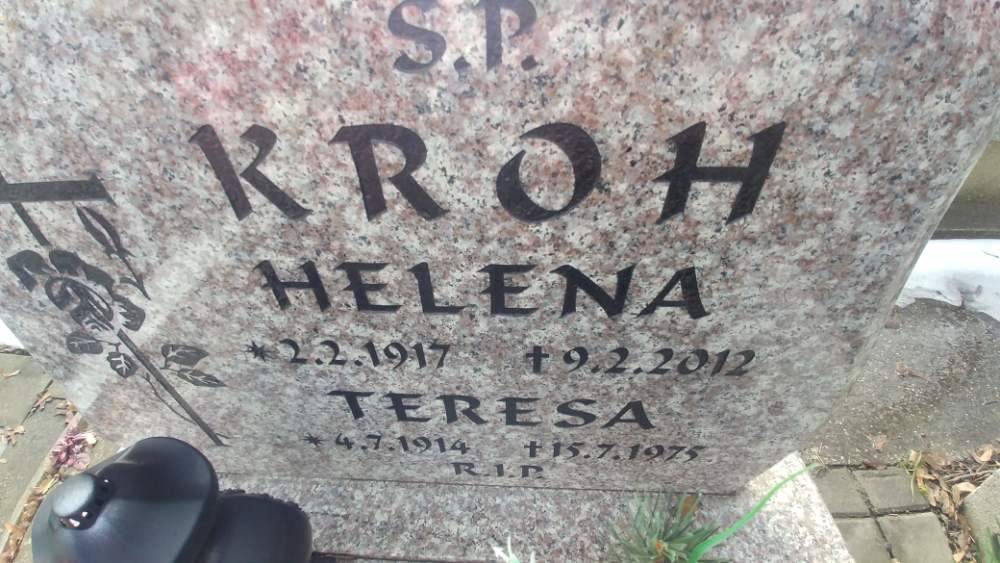 S.P.
KROH
HELENA
*2.2.1917 †9.2.2012
TERESA
*4.7.1914 †15.7.1975
R.I.P.